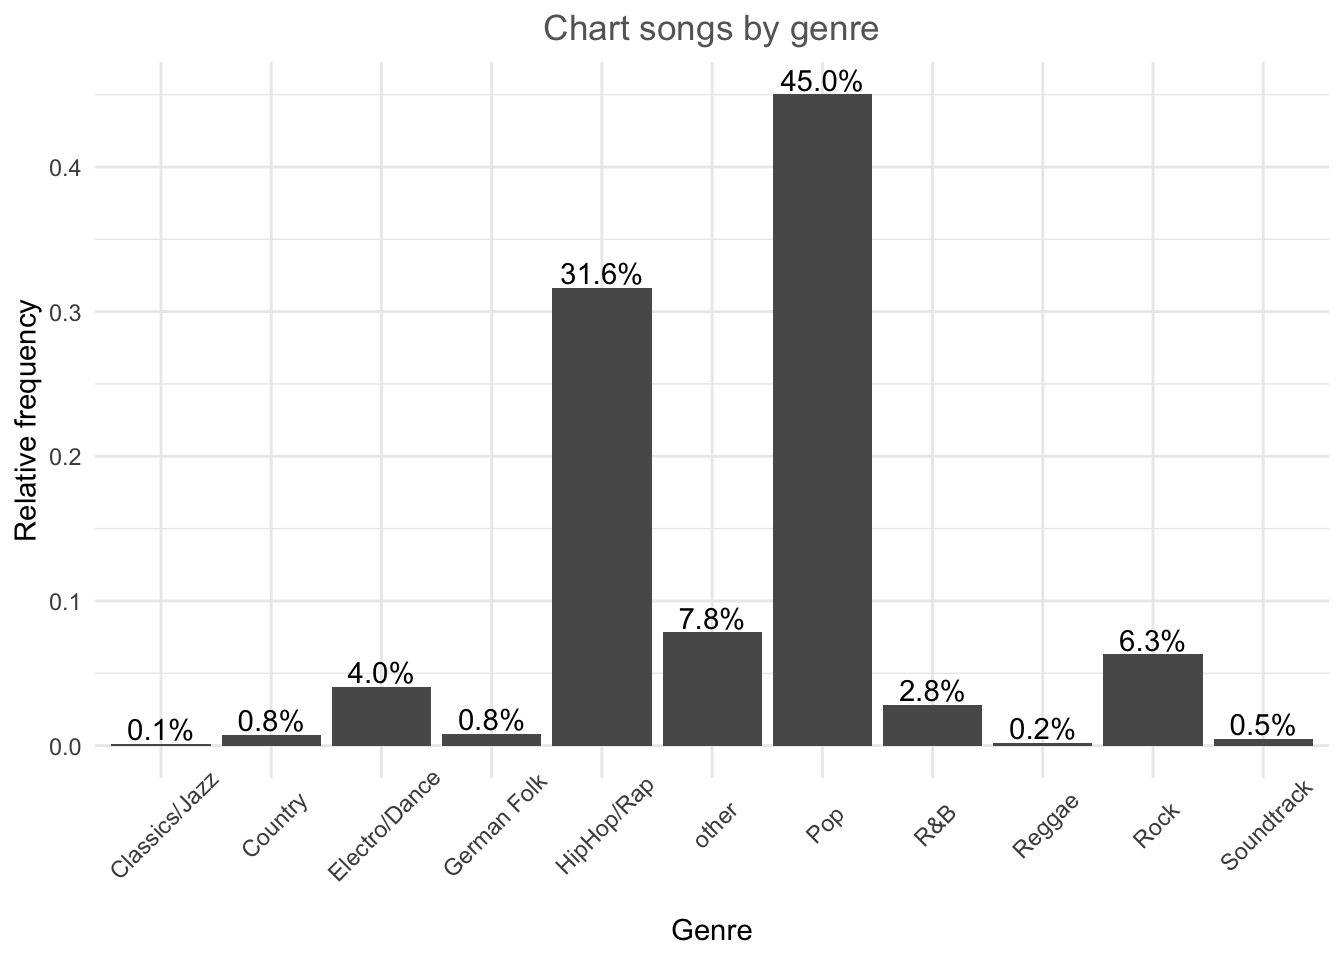 Chart songs by genre
Relative frequency
0.4
0.3
0.2
0.1
0.0
0.1%
0.8%
4.0%
0.8%
31.6%
7.8%
45.0%
2.8%
0.2%
6.3%
0.5%
Classics/Jazz
Country
Electro/Dance
German Folk
HipHop/Rap
other
Pop
R&B
Reggae
Rock
Soundtrack
Genre